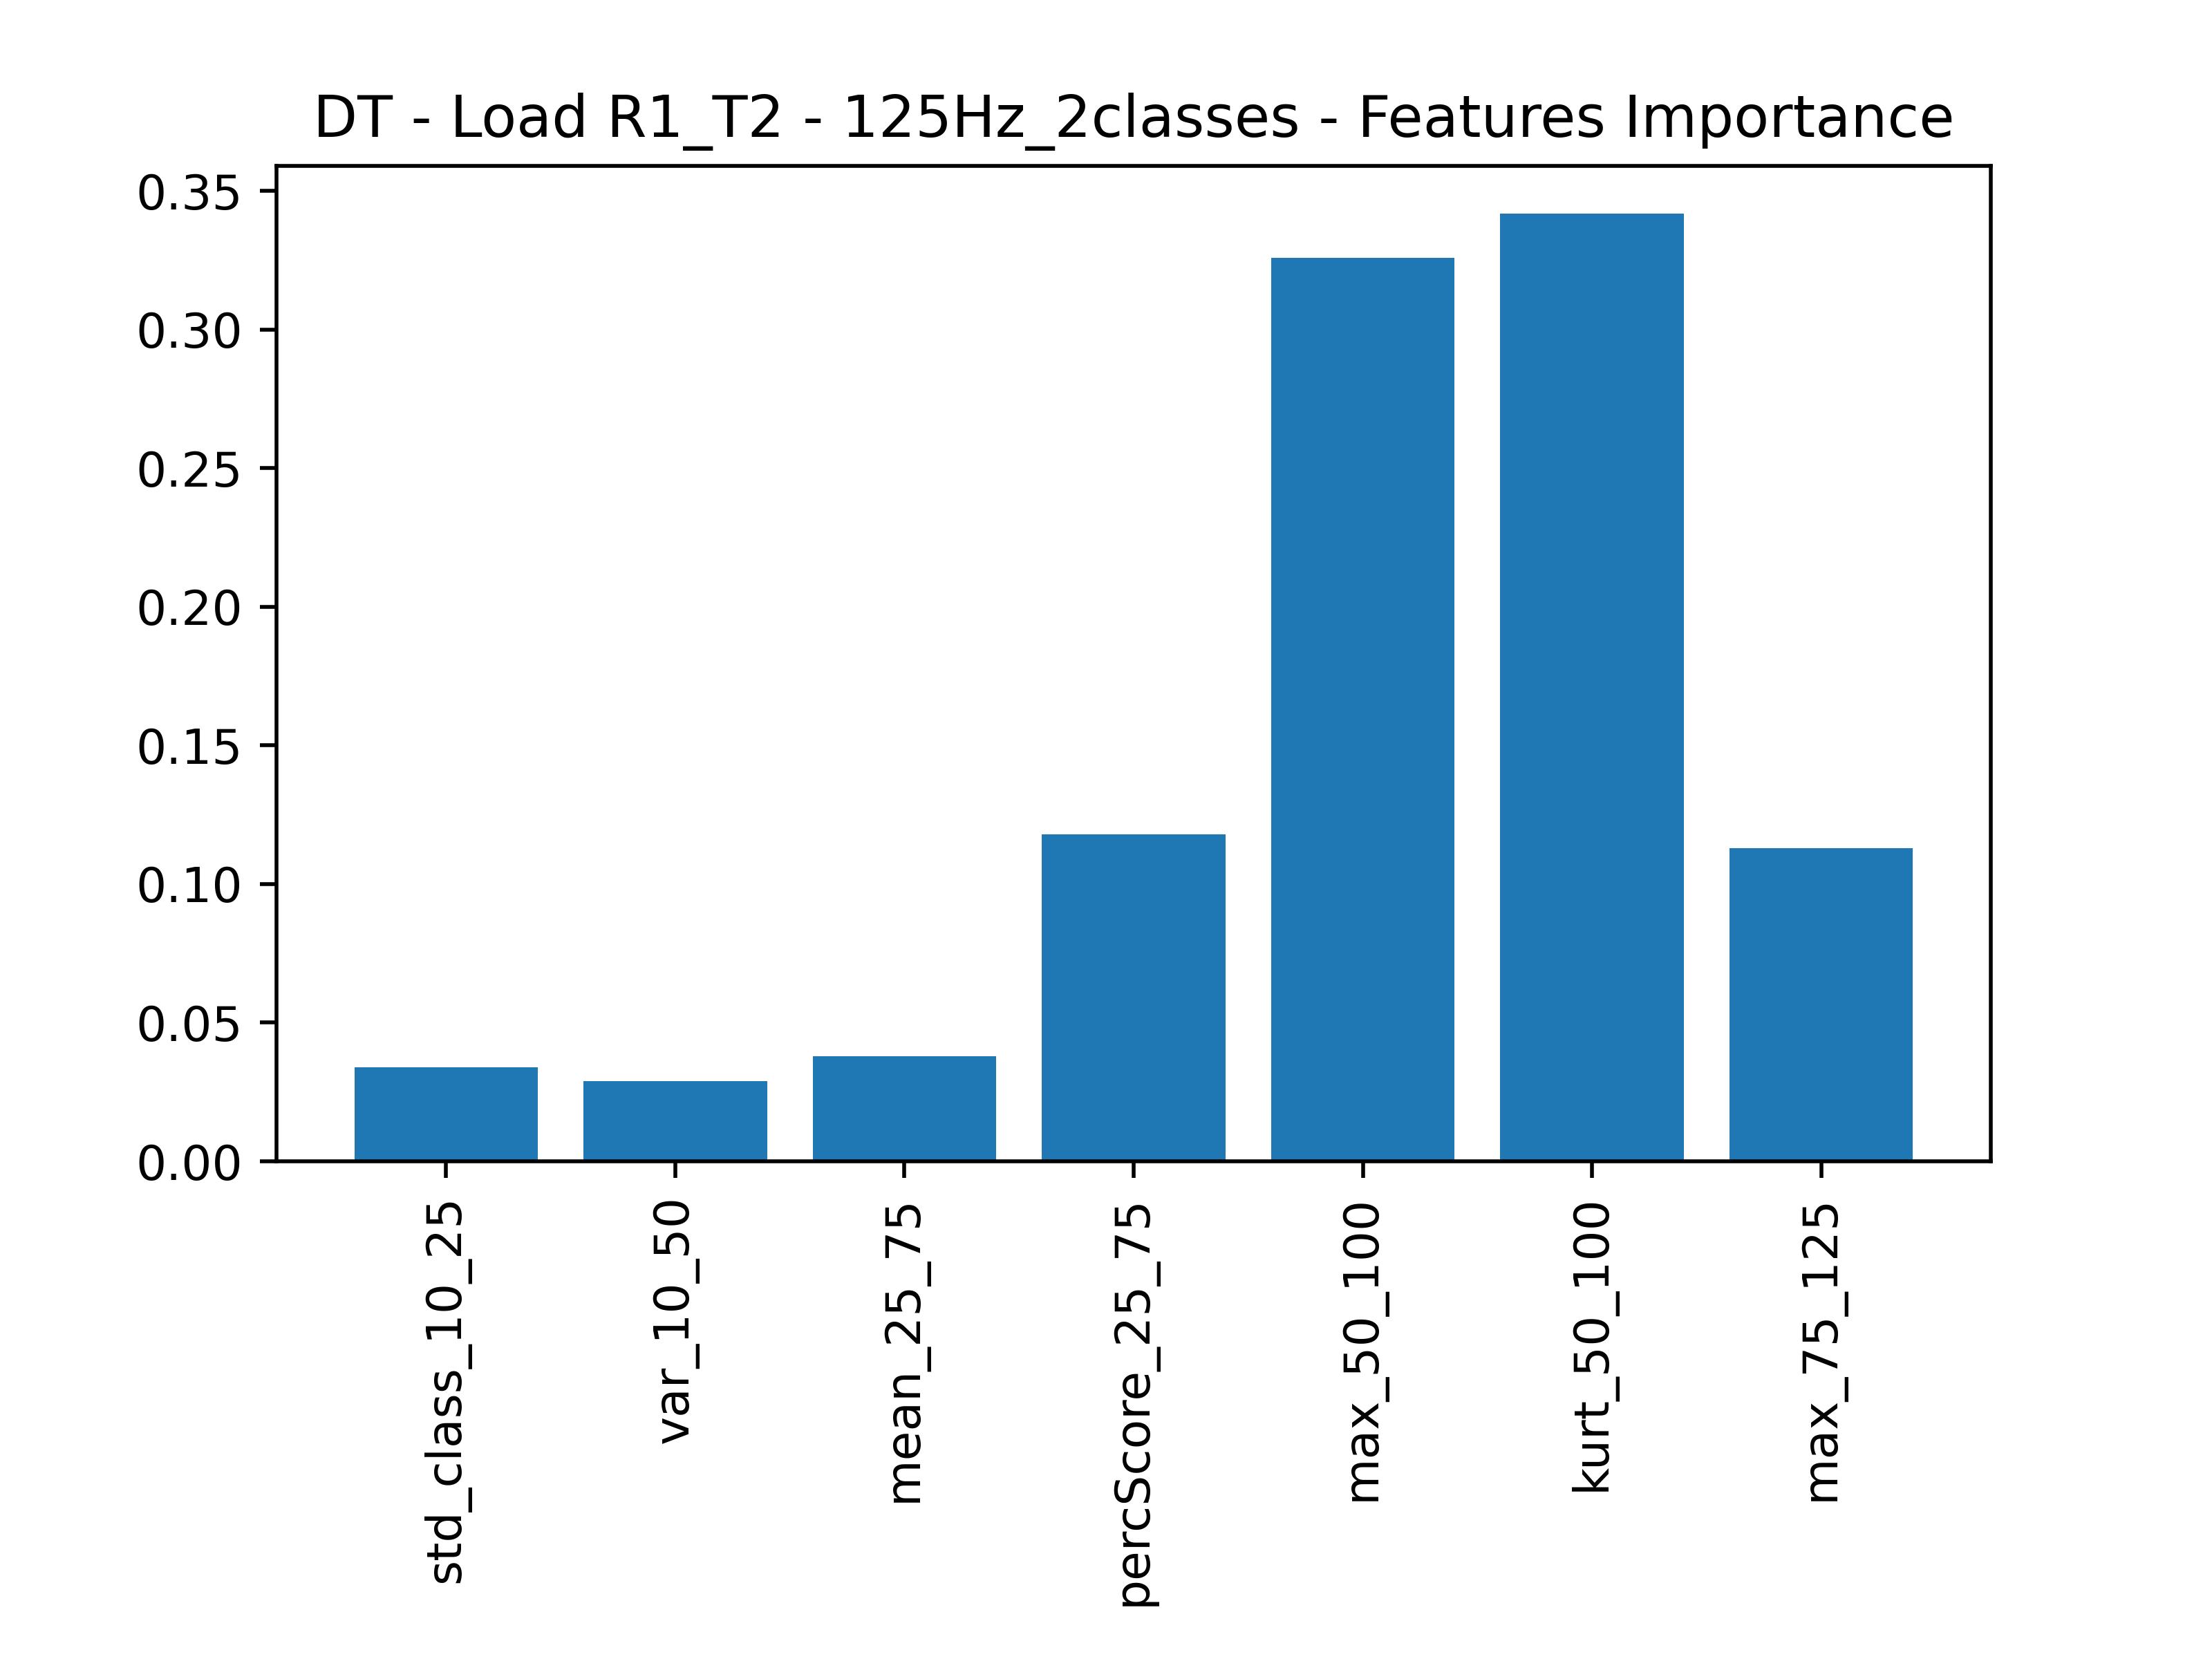 DT - Load R1_T2 - 125Hz_2classes - Features Importance
0.35
0.30
0.25
0.20
0.15
0.10
0.05
0.00
std_class_10_25
var_10_50
mean_25_75
percScore_25_75
max_50_100
kurt_50_100
max_75_125